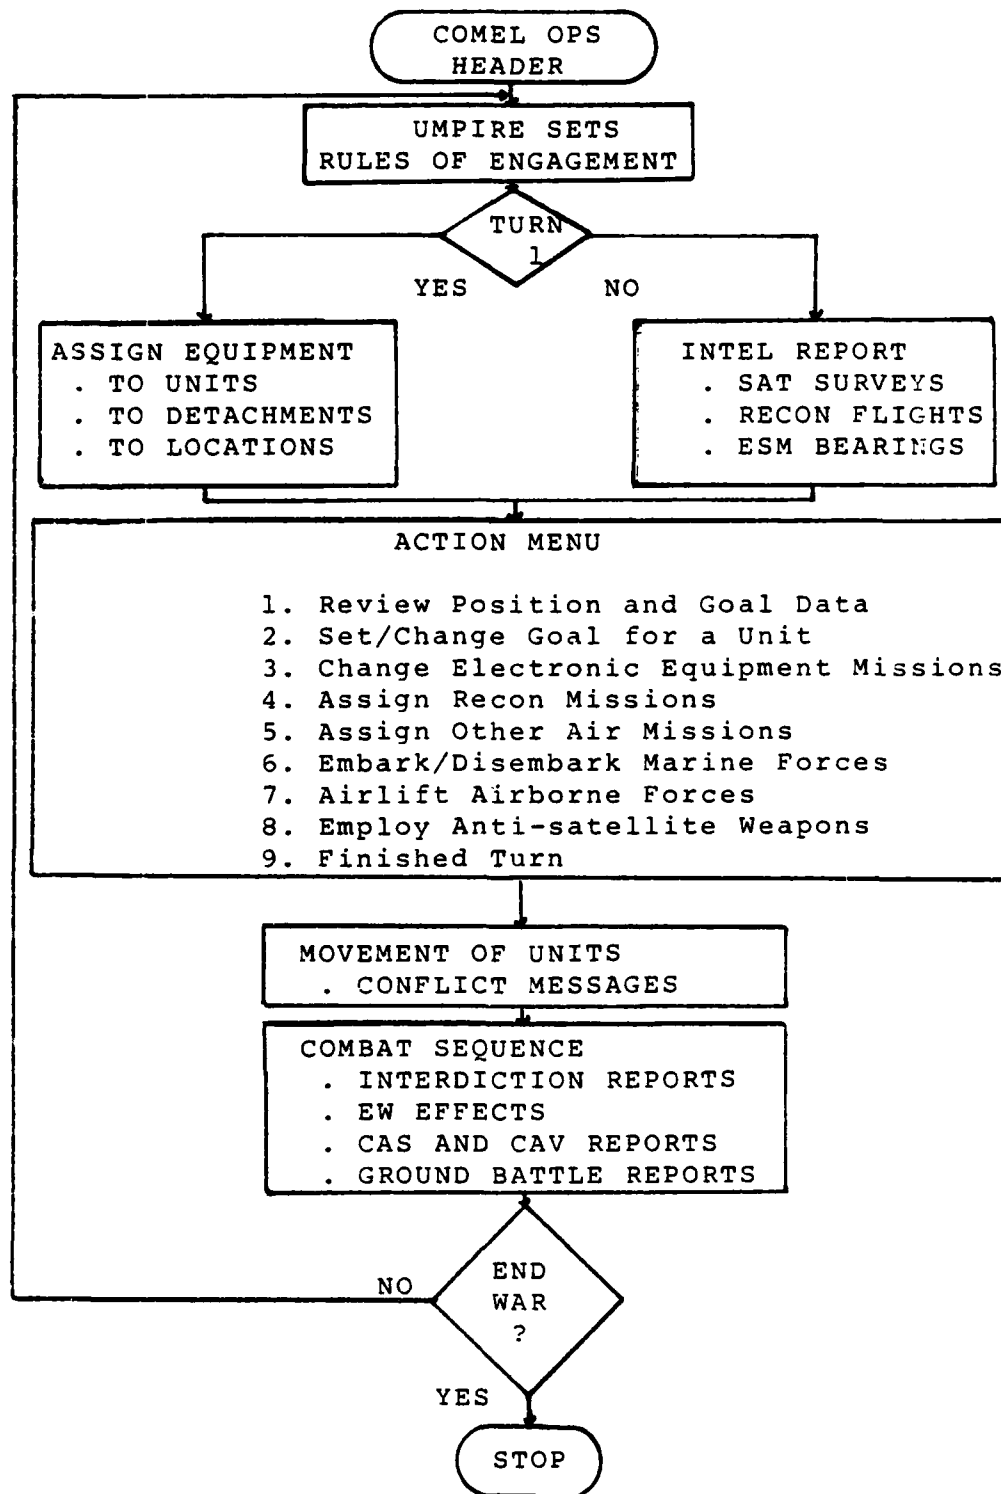 COMEL OPS
HEADER
UMPIRE SETS
RULES OF ENGAGEMENT
TURN
1
YES
NO
ASSIGN EQUIPMENT
. TO UNITS
. TO DETACHMENTS
. TO LOCATIONS
INTEL REPORT
. SAT SURVEYS
. RECON FLIGHTS
. ESM BEARINGS
ACTION MENU
1. Review Position and Goal Data
2. Set/Change Goal for a Unit
3. Change Electronic Equipment Missions
4. Assign Recon Missions
5. Assign Other Air Missions
6. Embark/Disembark Marine Forces
7. Airlift Airborne Forces
8. Employ Anti-satellite Weapons
9. Finished Turn
MOVEMENT OF UNITS
. CONFLICT MESSAGES
COMBAT SEQUENCE
. INTERDICTION REPORTS
. EW EFFECTS
. CAS AND CAV REPORTS
. GROUND BATTLE REPORTS
NO
END
WAR
?
YES
STOP